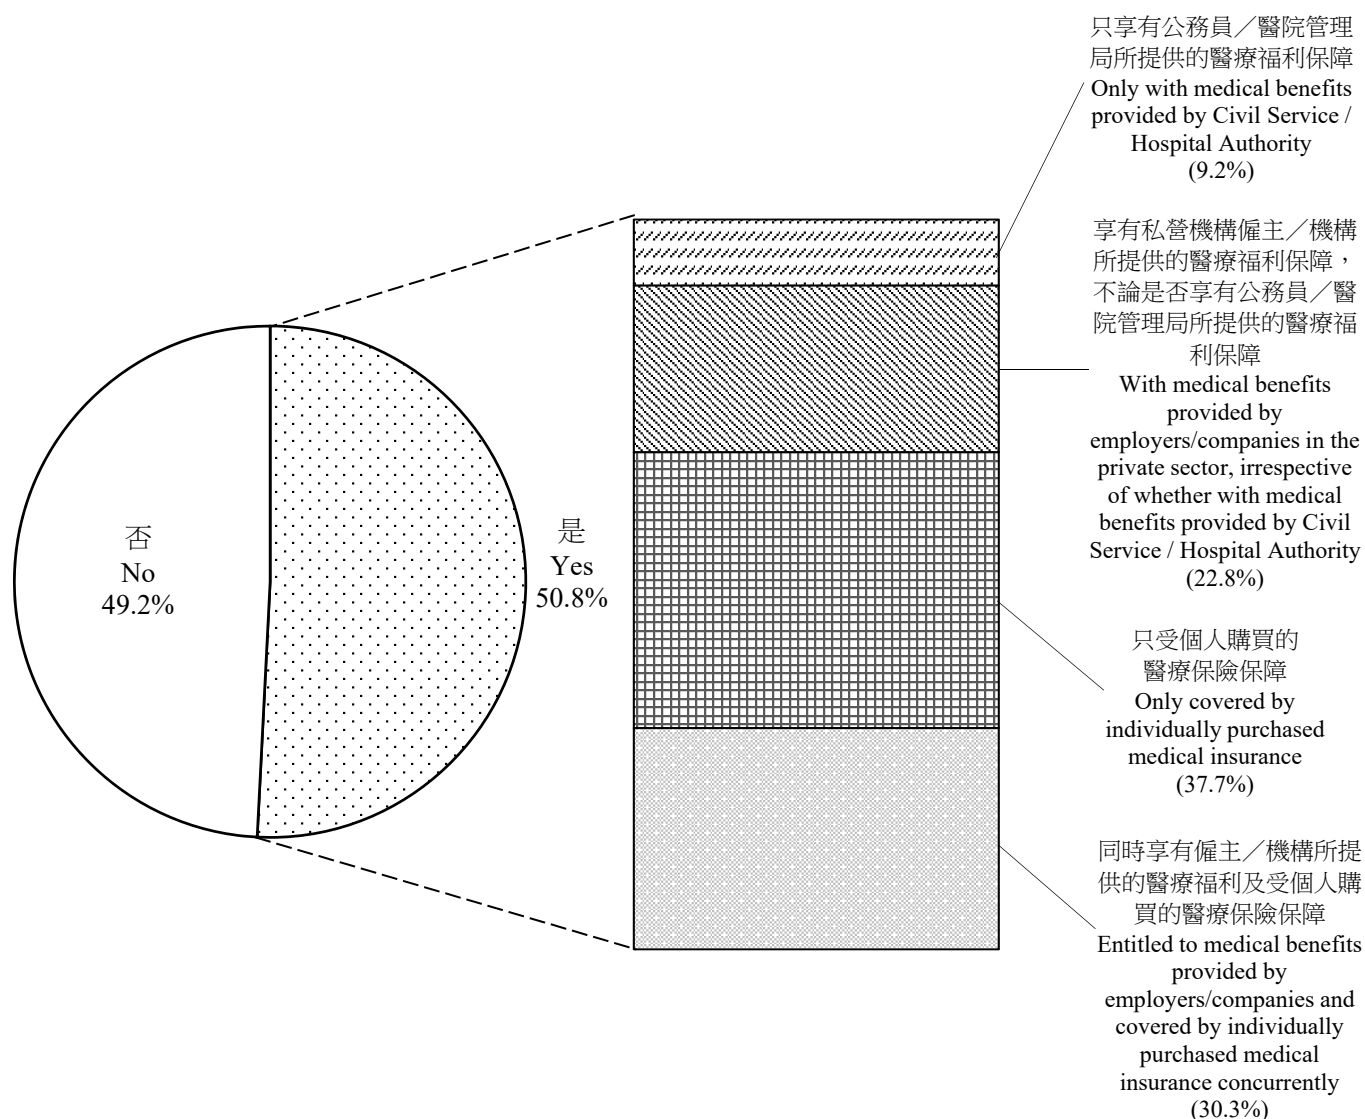 只享有公務員／醫院管理
局所提供的醫療福利保障
Only with medical benefits
provided by Civil Service /
Hospital Authority
(9.2%)
享有私營機構僱主／機構
所提供的醫療福利保障，
不論是否享有公務員／醫
院管理局所提供的醫療福
利保障
With medical benefits
provided by
employers/companies in the
private sector, irrespective
of whether with medical
benefits provided by Civil
Service / Hospital Authority
(22.8%)
否
No
49.2%
是
Yes
50.8%
只受個人購買的
醫療保險保障
Only covered by
individually purchased
medical insurance
(37.7%)
同時享有僱主／機構所提
供的醫療福利及受個人購
買的醫療保險保障
Entitled to medical benefits
provided by
employers/companies and
covered by individually
purchased medical
insurance concurrently
(30.3%)